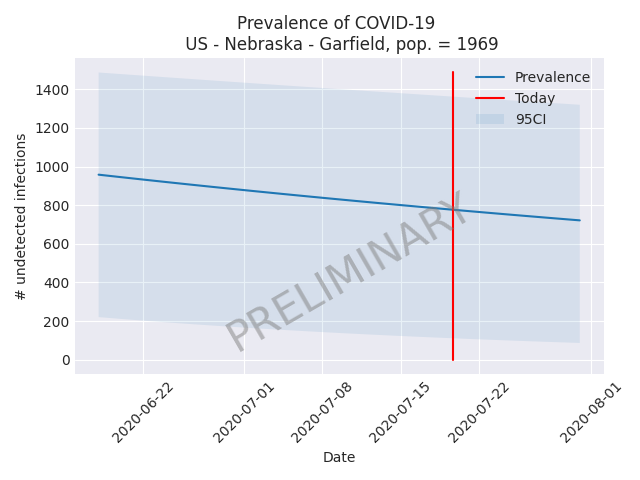 Prevalence of COVID-19
US - Nebraska - Garfield, pop. = 1969
Prevalence
Today
95CI
1400
1200
1000
800
600
400
200
0
# undetected infections
PRELIMINARY
2020-06-22
2020-07-01
2020-07-08
2020-07-15
2020-07-22
2020-08-01
Date